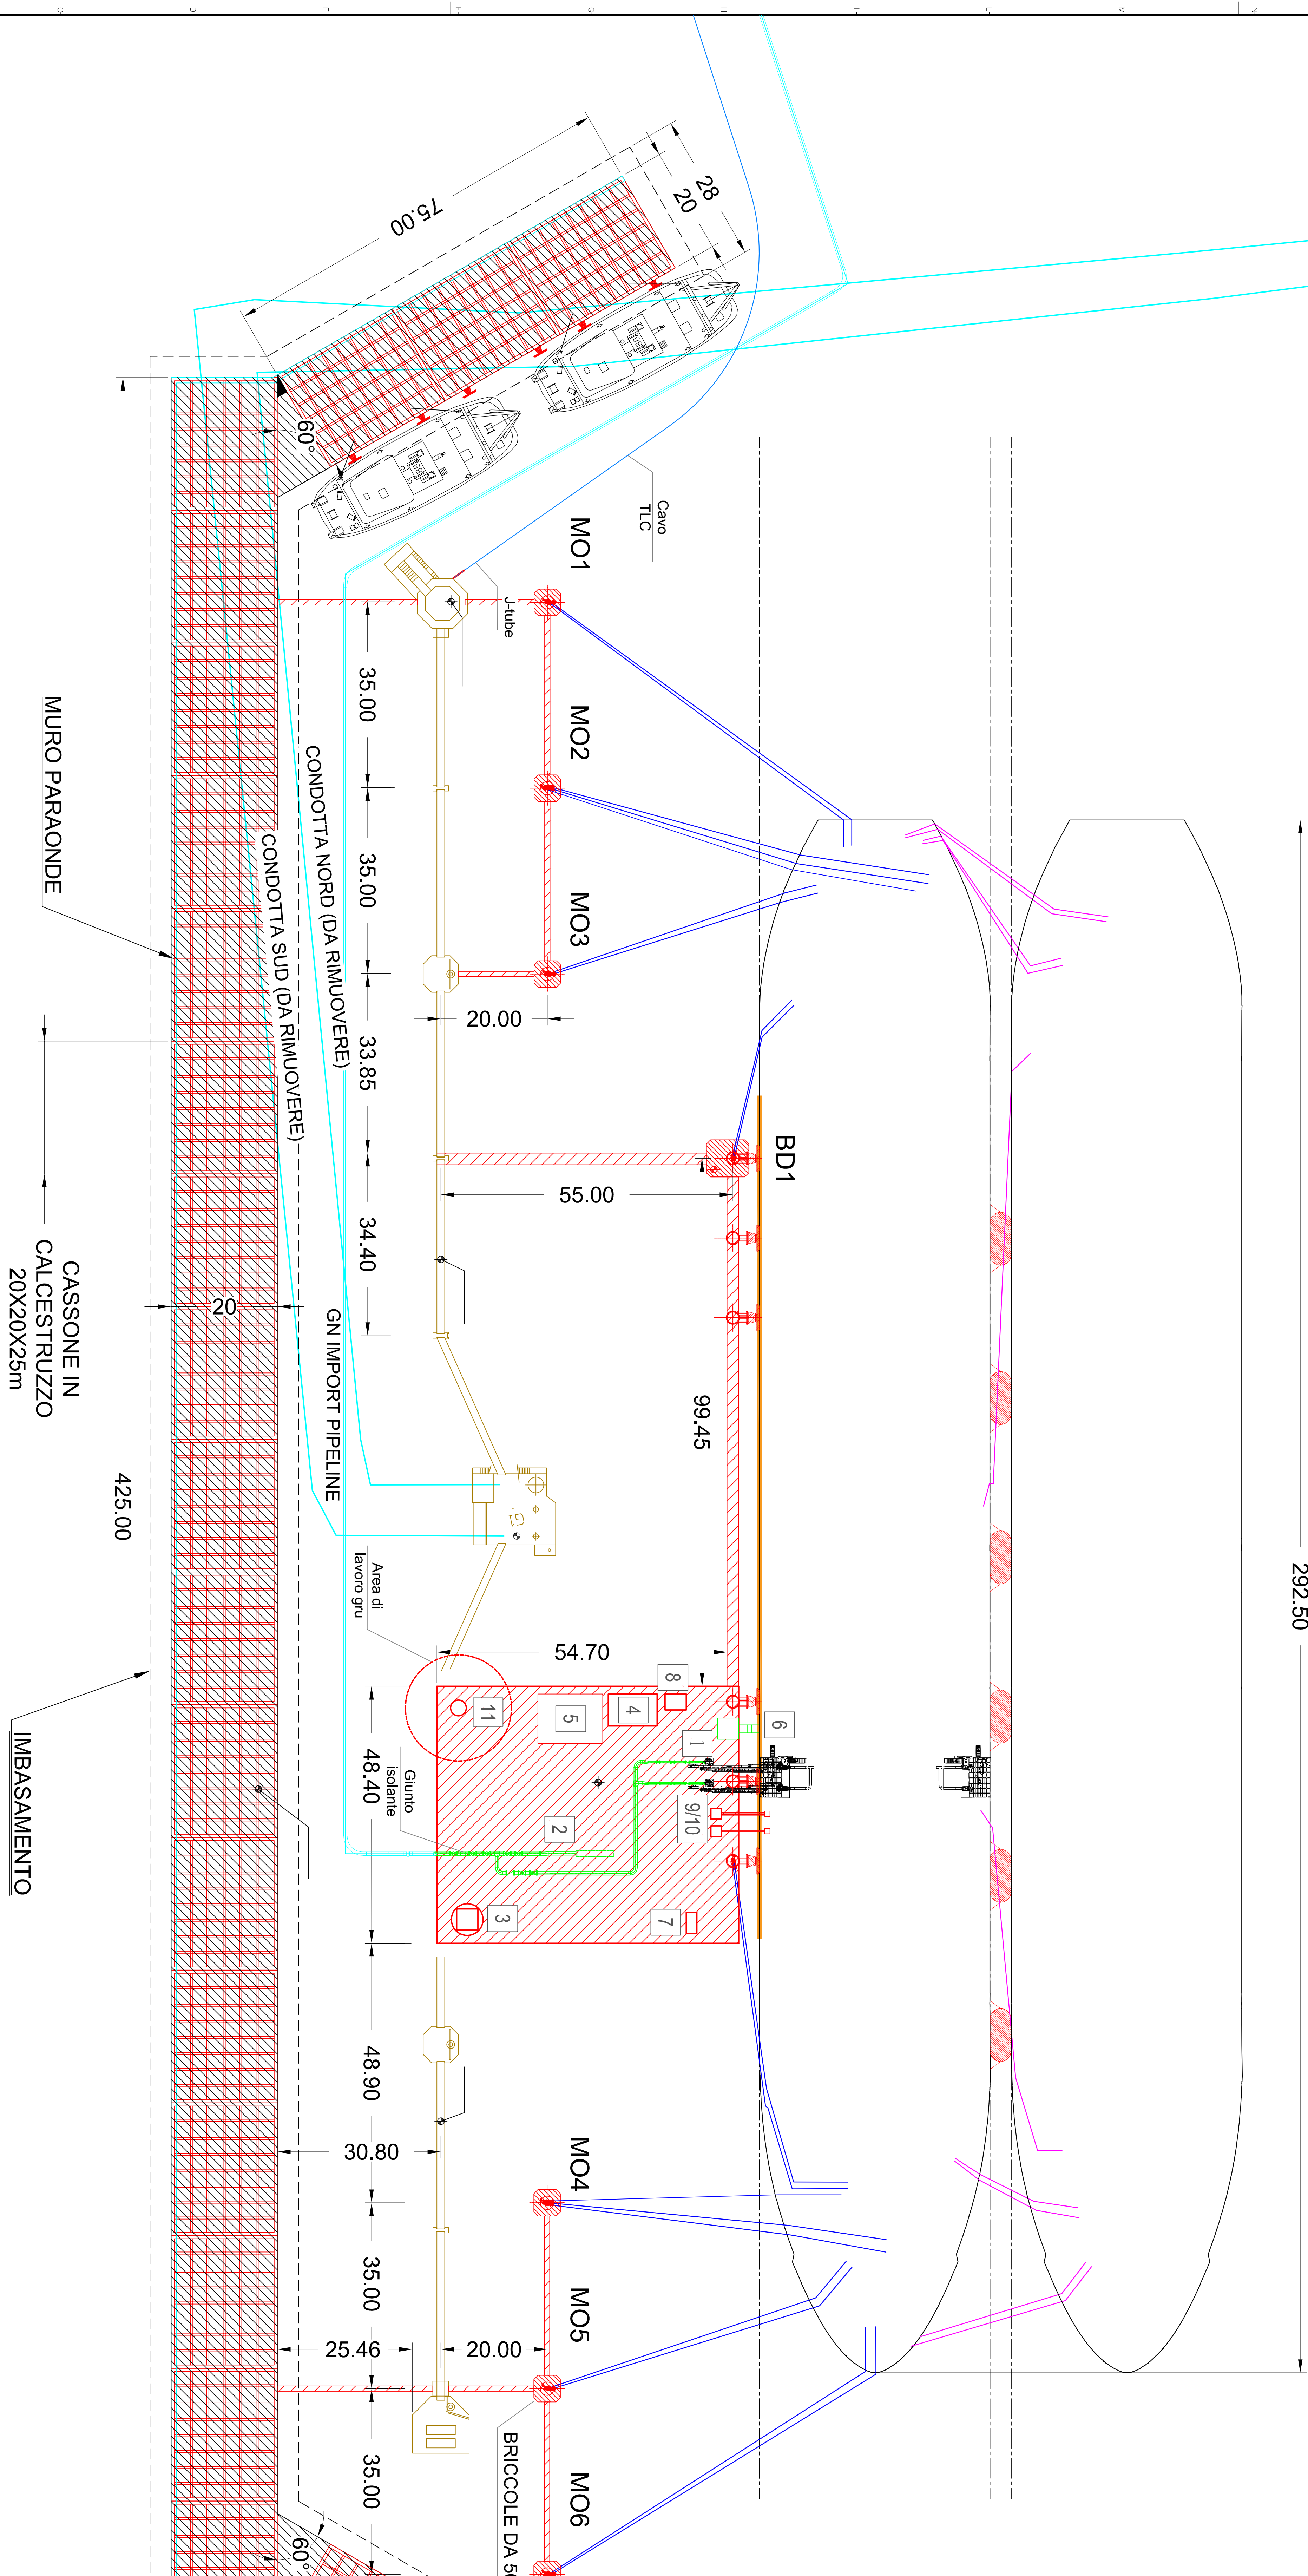 C
D
E
F
G
H
I
L
M
N
75.00
28
20
60°
Cavo
TLC
J-tube
MO1
MO2
MO3
35.00
35.00
33.85
34.40
20.00
BD1
55.00
99.45
CONDOTTA NORD (DA RIMUOVERE)
CONDOTTA SUD (DA RIMUOVERE)
GN IMPORT PIPELINE
MURO PARAONDE
CASSONE IN
CALCESTRUZZO
20X20X25m
20
425.00
292.50
IMBASAMENTO
G1
Area di
lavoro gru
54.70
48.40
Giunto
isolante
11
5
4
8
6
1
9/10
2
3
7
48.90
30.80
MO4
35.00
MO5
25.46
20.00
35.00
MO6
BRICCOLE DA
60°